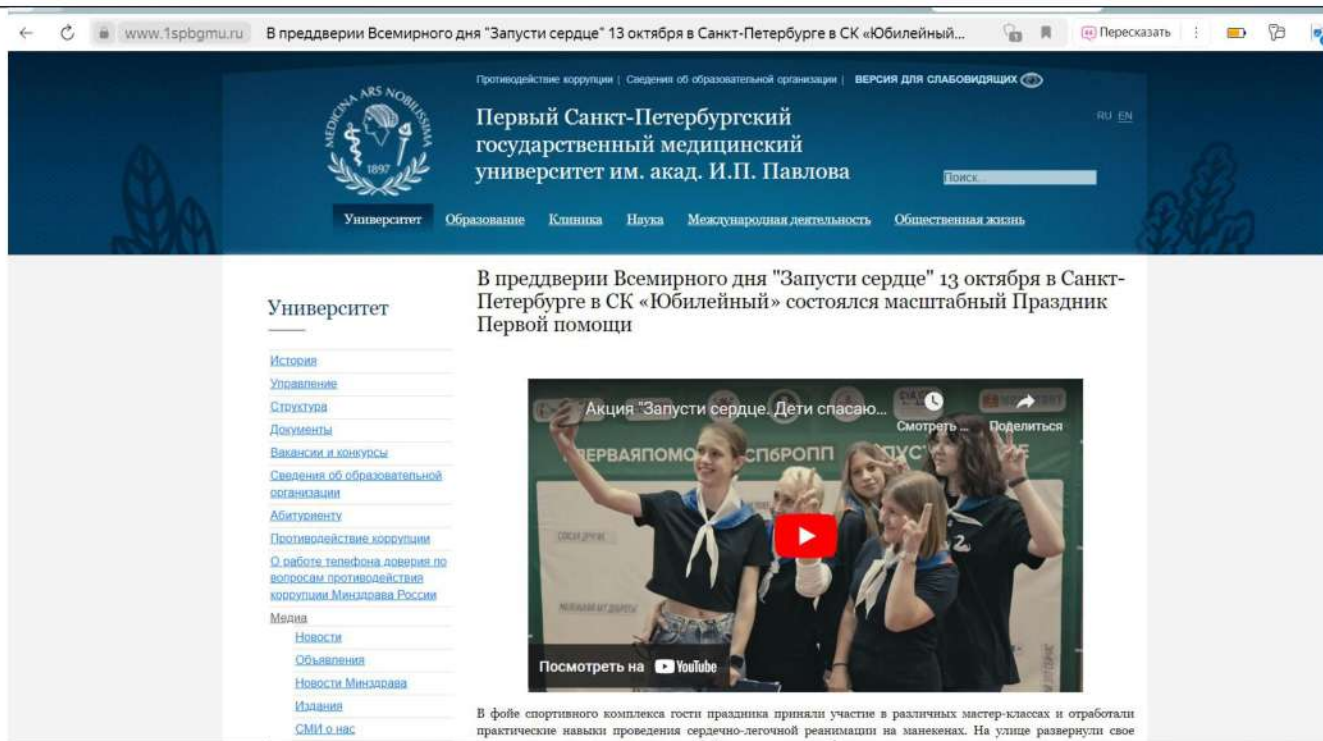 www.1spbgmu.ru В преддверии Всемирного дня "Запусти сердце" 13 октября в Санкт-Петербурге в СК «Юбилейный... Пересказать
Противодействие коррупции | Сведения об образовательной организации | ВЕРСИЯ ДЛЯ СЛАБОВИДЯЩИХ
MEDICINA ARS NOBILISSIMA
1897
Первый Санкт-Петербургский
государственный медицинский
университет им. акад. И.П. Павлова
RU EN
Поиск...
Университет Образование Клиника Наука Международная деятельность Общественная жизнь
Университет
История
Управление
Структура
Документы
Вакансии и конкурсы
Сведения об образовательной
организации
Абитуриенту
Противодействие коррупции
О работе телефона доверия по
вопросам противодействия
коррупции Минздрава России
Медиа
Новости
Объявления
Новости Минздрава
Издания
СМИ о нас
В преддверии Всемирного дня "Запусти сердце" 13 октября в Санкт-
Петербурге в СК «Юбилейный» состоялся масштабный Праздник
Первой помощи
Акция "Запусти сердце. Дети спасаю...
Смотреть ... Поделиться
Посмотреть на YouTube
В фойе спортивного комплекса гости праздника приняли участие в различных мастер-классах и отработали
практические навыки проведения сердечно-легочной реанимации на манекенах. На улице развернули свое